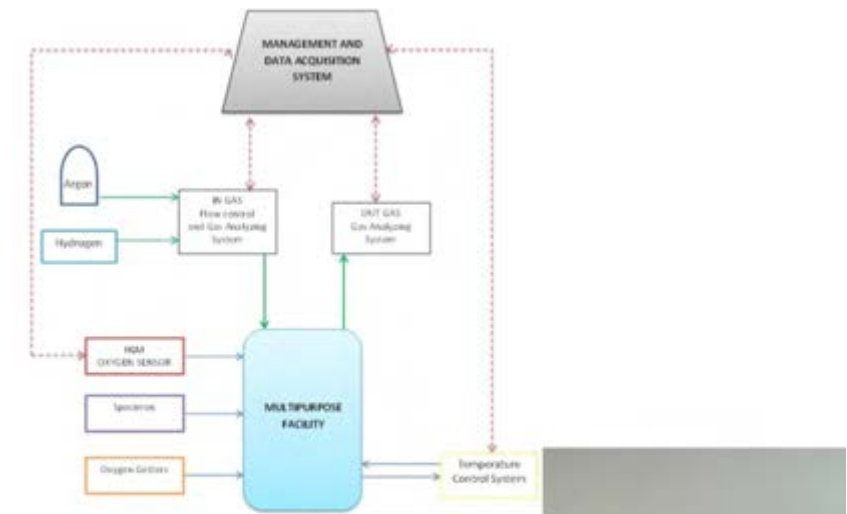 MANAGEMENT AND
DATA ACQUISITION
SYSTEM
Argon
IN GAS
Flow control
and Gas Analyzing
System
OUT GAS
Gas Analyzing
System
Hydrogen
OXYGEN SENSOR
MULTIPURPOSE
FACILITY
Oxygen Getters
Temperature
Control System